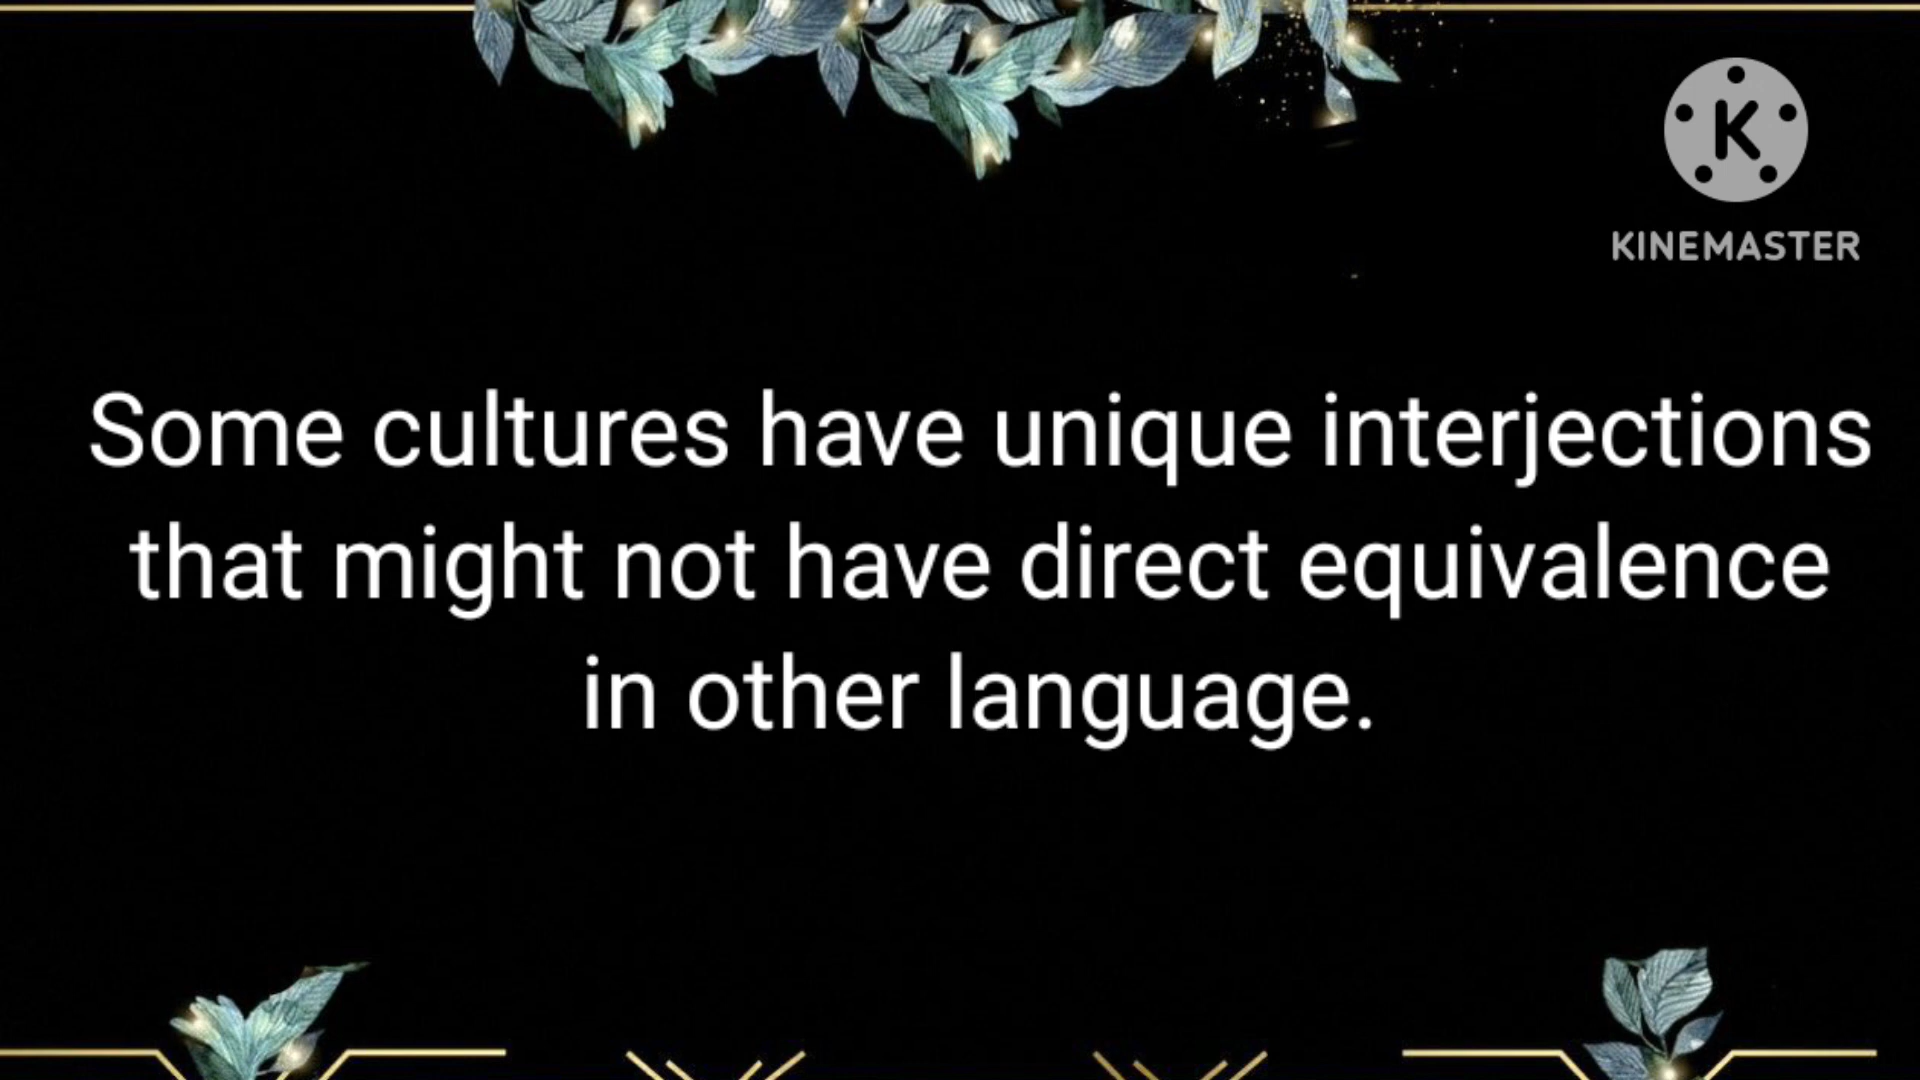 K
KINEMASTER
Some cultures have unique interjections
that might not have direct equivalence
in other language.